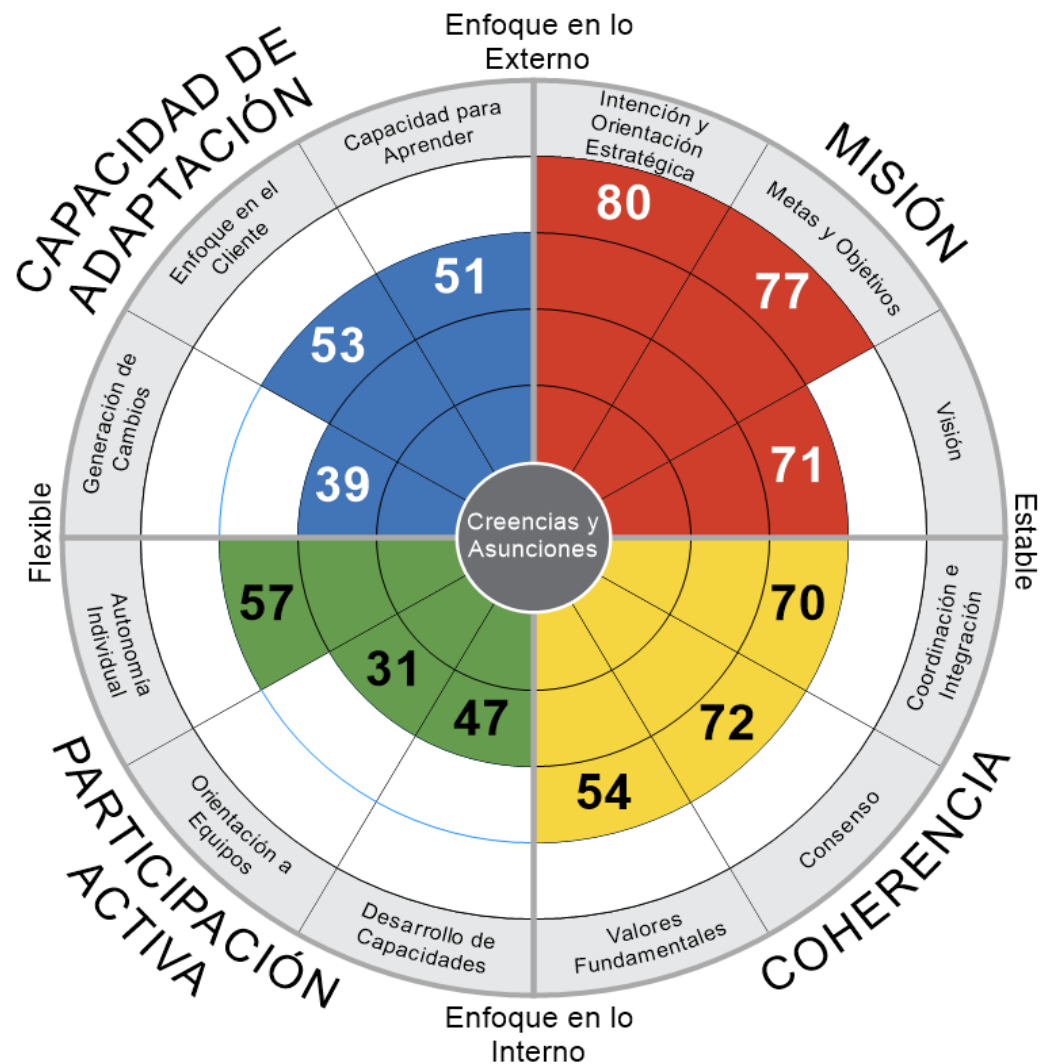 Enfoque en lo
Externo
CAPACIDAD DE
ADAPTACIÓN
MISIÓN
Capacidad para
Aprender
Intención y
Orientación
Estratégica
Enfoque en el
Cliente
Metas y Objetivos
Generación de
Cambios
Visión
80
77
71
51
53
39
Flexible
Creencias y
Asunciones
Estable
57
31
47
70
72
54
Autonomía
Individual
Coordinación e
Integración
Orientación a
Equipos
Consenso
Desarrollo de
Capacidades
Valores
Fundamentales
PARTICIPACIÓN
ACTIVA
COHERENCIA
Enfoque en lo
Interno